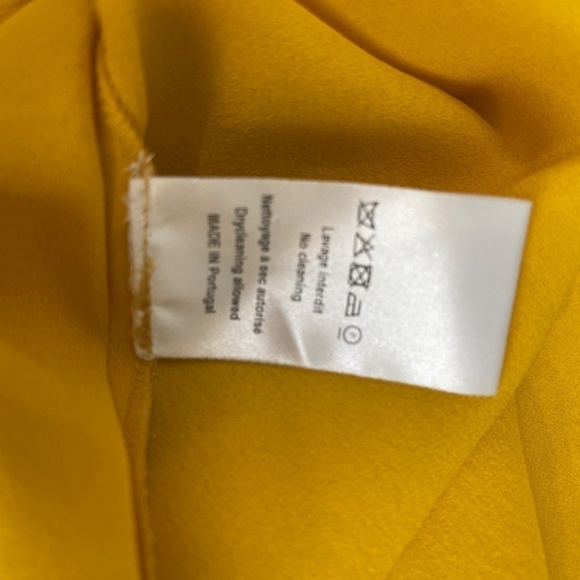 Lavage interdit
No cleaning
Nettoyage à sec autorisé
Drycleaning allowed
MADE IN Portugal